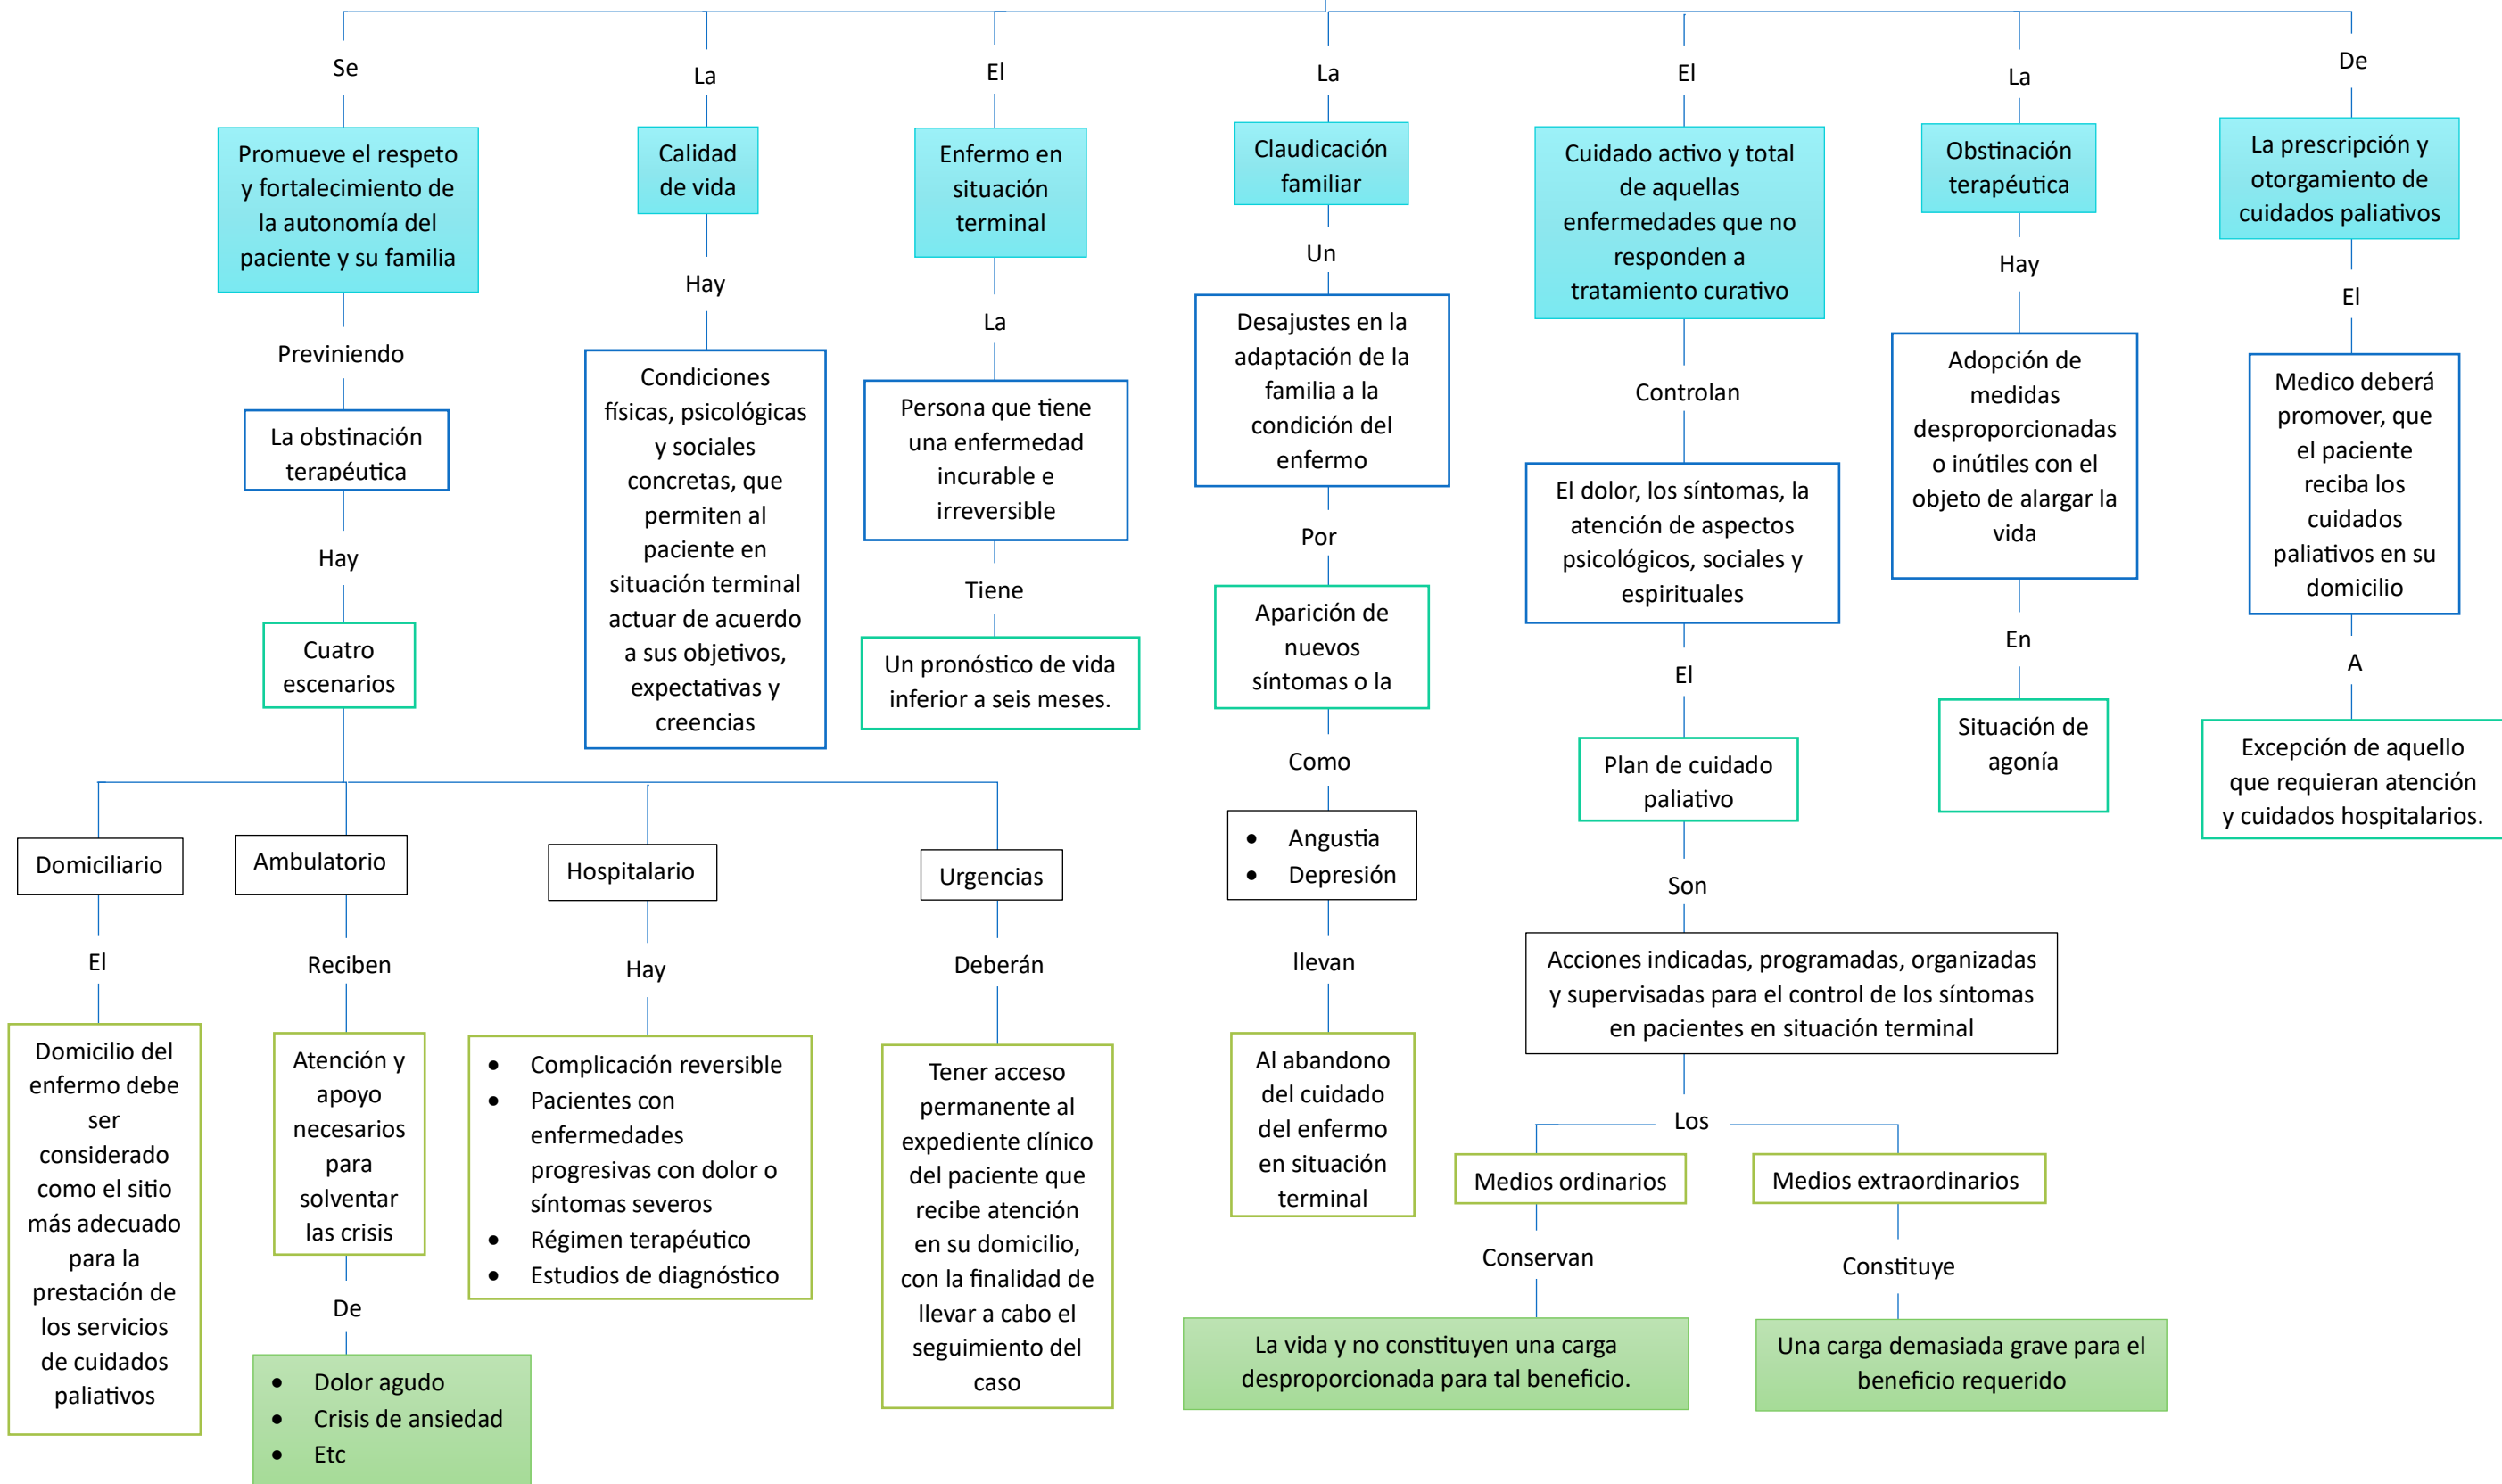 Se
Promueve el respeto
y fortalecimiento de
la autonomía del
paciente y su familia
Previniendo
La obstinación
terapéutica
Hay
Cuatro
escenarios
Domiciliario
El
Domicilio del
enfermo debe
ser
considerado
como el sitio
más adecuado
para la
prestación de
los servicios
de cuidados
paliativos
Ambulatorio
Reciben
Atención y
apoyo
necesarios
para
solventar
las crisis
De
• Dolor agudo
• Crisis de ansiedad
• Etc
Hospitalario
Hay
• Complicación reversible
• Pacientes con
enfermedades
progresivas con dolor o
síntomas severos
• Régimen terapéutico
• Estudios de diagnóstico
Urgencias
Deberán
Tener acceso
permanente al
expediente clínico
del paciente que
recibe atención
en su domicilio,
con la finalidad de
llevar a cabo el
seguimiento del
caso
La
Calidad
de vida
Hay
Condiciones
físicas, psicológicas
y sociales
concretas, que
permiten al
paciente en
situación terminal
actuar de acuerdo
a sus objetivos,
expectativas y
creencias
El
Enfermo en
situación
terminal
La
Persona que tiene
una enfermedad
incurable e
irreversible
Tiene
Un pronóstico de vida
inferior a seis meses.
La
Claudicación
familiar
Un
Desajustes en la
adaptación de la
familia a la
condición del
enfermo
Por
Aparición de
nuevos
síntomas o la
Como
• Angustia
• Depresión
llevan
Al abandono
del cuidado
del enfermo
en situación
terminal
El
Cuidado activo y total
de aquellas
enfermedades que no
responden a
tratamiento curativo
Controlan
El dolor, los síntomas, la
atención de aspectos
psicológicos, sociales y
espirituales
El
Plan de cuidado
paliativo
Son
Acciones indicadas, programadas, organizadas
y supervisadas para el control de los síntomas
en pacientes en situación terminal
Los
Medios ordinarios
Conservan
La vida y no constituyen una carga
desproporcionada para tal beneficio.
Medios extraordinarios
Constituye
Una carga demasiada grave para el
beneficio requerido
La
Obstinación
terapéutica
Hay
Adopción de
medidas
desproporcionadas
o inútiles con el
objeto de alargar la
vida
En
Situación de
agonía
De
La prescripción y
otorgamiento de
cuidados paliativos
El
Medico deberá
promover, que
el paciente
reciba los
cuidados
paliativos en su
domicilio
A
Excepción de aquello
que requieran atención
y cuidados hospitalarios.